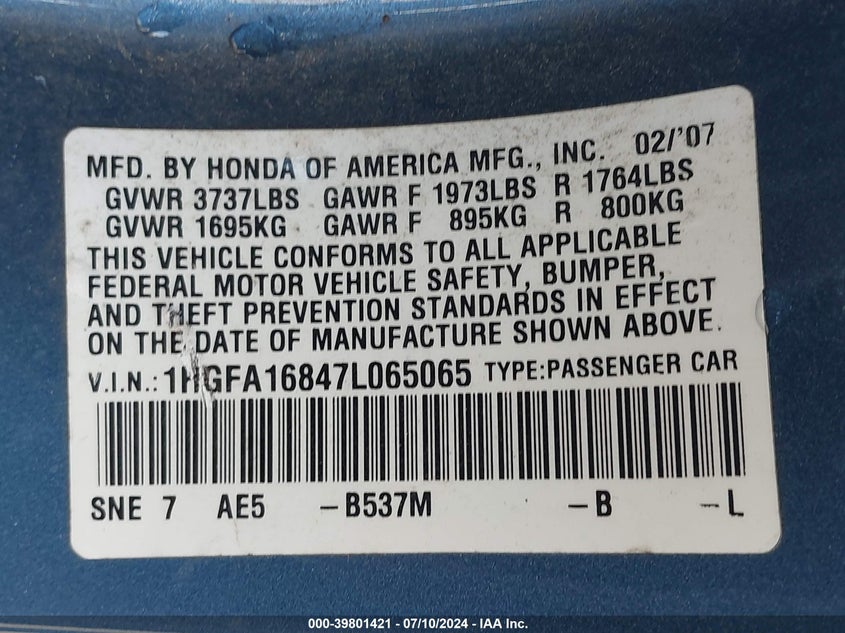 MFD. BY HONDA OF AMERICA MFG., INC. 02/'07
GVWR 3737LBS GAWR F 1973LBS R 1764LBS
GVWR 1695KG GAWR F 895KG R 800KG
THIS VEHICLE CONFORMS TO ALL APPLICABLE
FEDERAL MOTOR VEHICLE SAFETY, BUMPER,
AND THEFT PREVENTION STANDARDS IN EFFECT
ON THE DATE OF MANUFACTURE SHOWN ABOVE.
V.I.N.: 1HGFA16847L065065 TYPE:PASSENGER CAR
SNE 7 AE5 -B537M -B -L
000-39801421 - 07/10/2024 - IAA Inc.